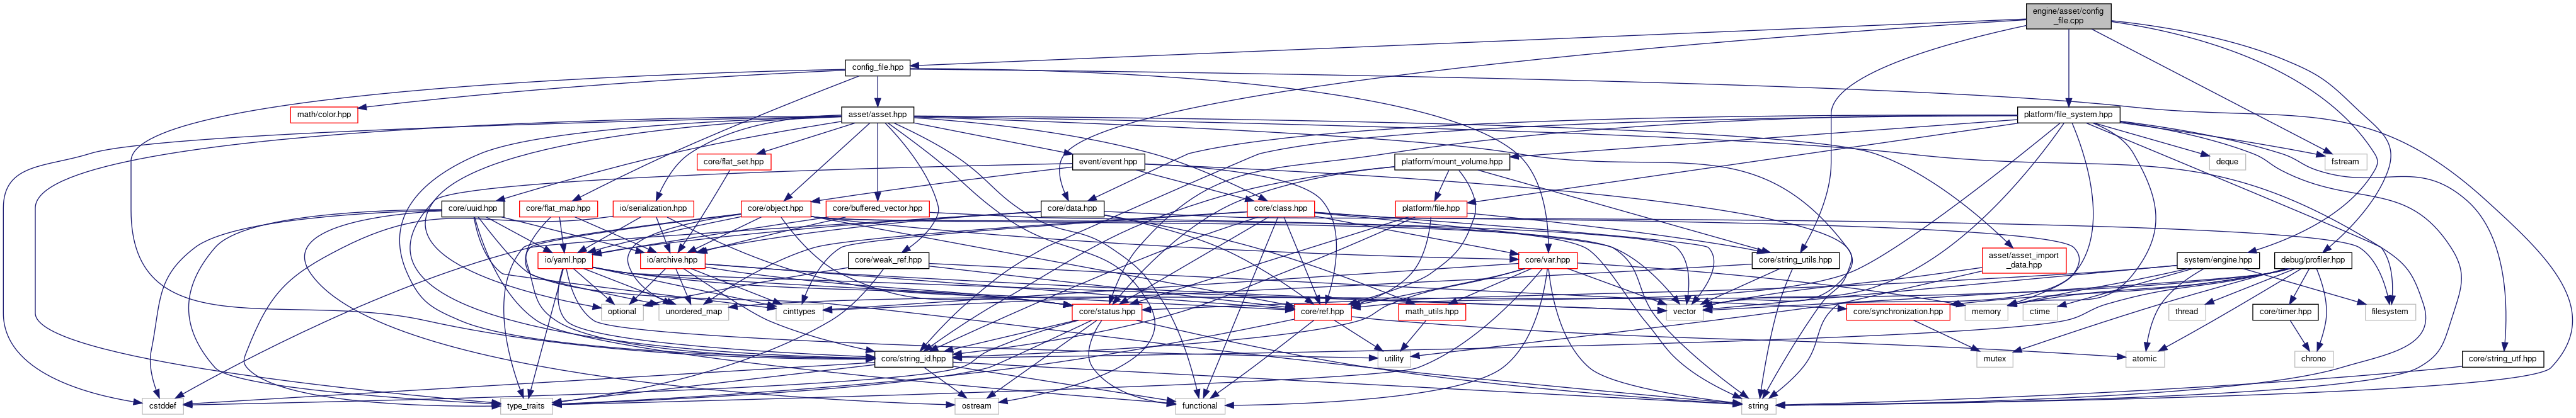 engine/asset/config
_file.cpp
config_file.hpp
math/color.hpp
asset/asset.hpp
platform/file_system.hpp
core/flat_set.hpp
event/event.hpp
platform/mount_volume.hpp
deque
fstream
core/uuid.hpp
core/flat_map.hpp
io/serialization.hpp
core/object.hpp
core/buffered_vector.hpp
core/data.hpp
core/class.hpp
platform/file.hpp
io/yaml.hpp
io/archive.hpp
core/weak_ref.hpp
core/var.hpp
core/string_utils.hpp
asset/asset_import
_data.hpp
system/engine.hpp
debug/profiler.hpp
optional
unordered_map
cinttypes
core/status.hpp
core/ref.hpp
math_utils.hpp
vector
core/synchronization.hpp
memory
ctime
thread
core/timer.hpp
filesystem
core/string_id.hpp
utility
mutex
atomic
chrono
core/string_utf.hpp
cstddef
type_traits
ostream
functional
string